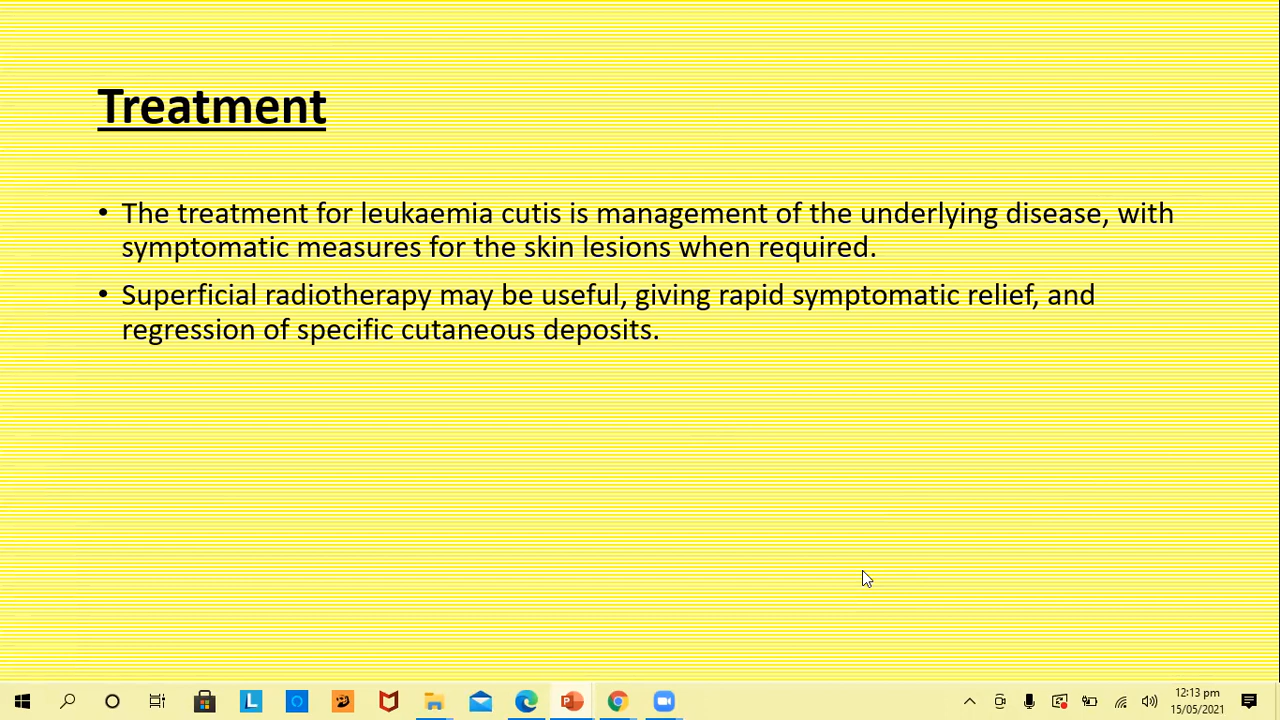 Treatment
• The treatment for leukaemia cutis is management of the underlying disease, with
symptomatic measures for the skin lesions when required.
• Superficial radiotherapy may be useful, giving rapid symptomatic relief, and
regression of specific cutaneous deposits.
L
12:13 pm
15/05/2021